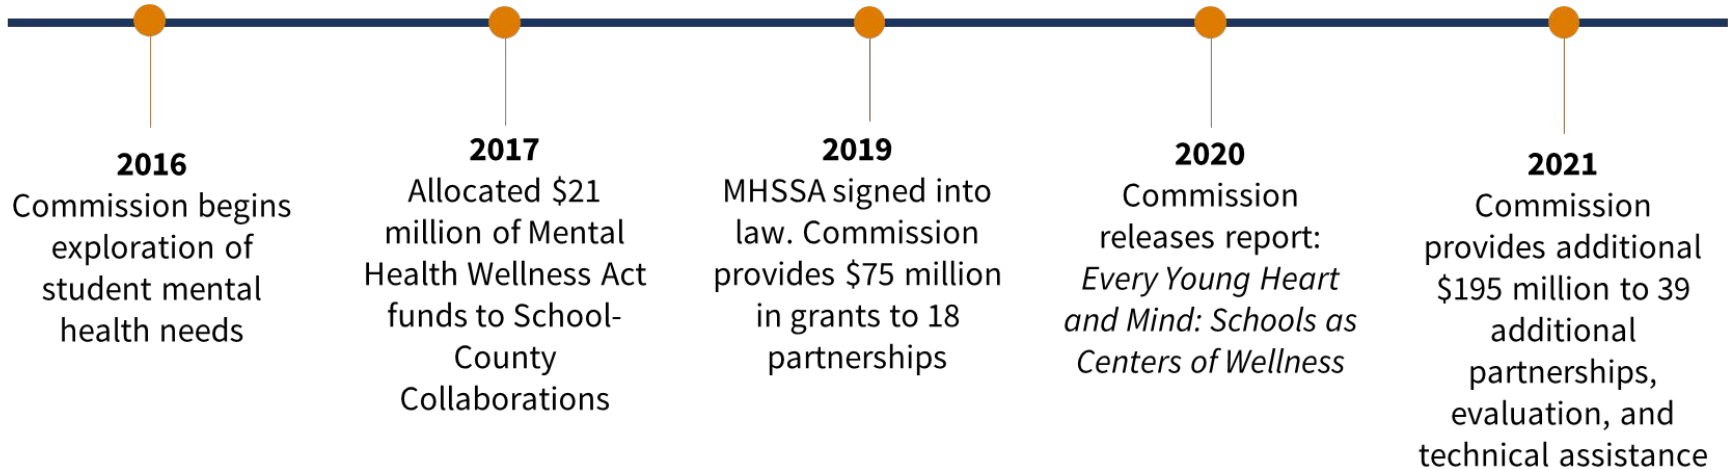 2016
Commission begins
exploration of
student mental
health needs
2017
Allocated $21
million of Mental
Health Wellness Act
funds to School-
County
Collaborations
2019
MHSSA signed into
law. Commission
provides $75 million
in grants to 18
partnerships
2020
Commission
releases report:
Every Young Heart
and Mind: Schools as
Centers of Wellness
2021
Commission
provides additional
$195 million to 39
additional
partnerships,
evaluation, and
technical assistance